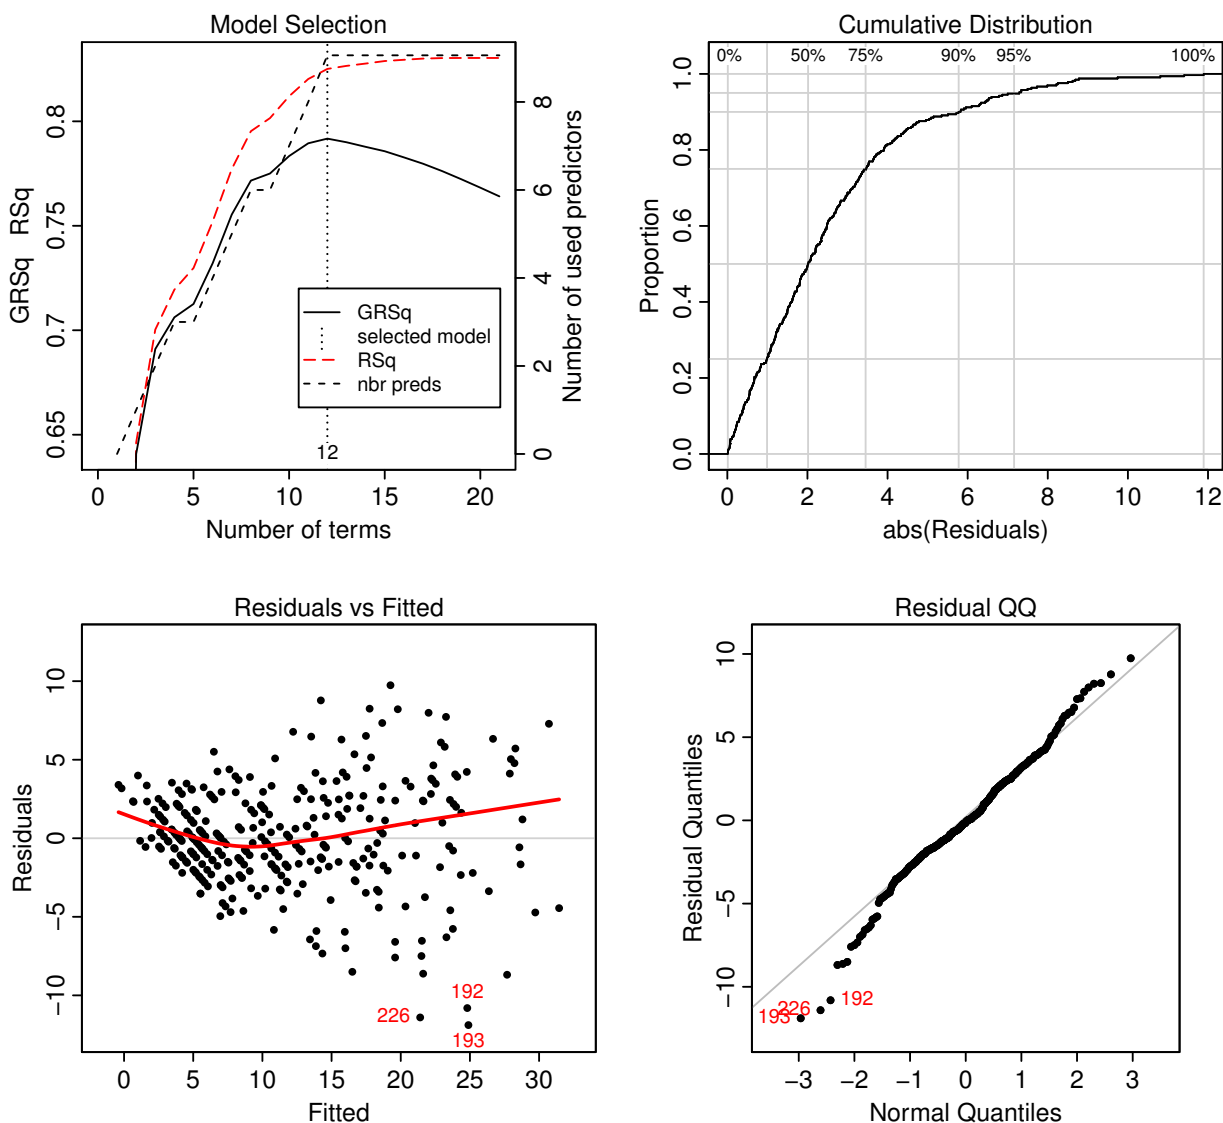 Model Selection
GRSq RSq
0.65 0.7 0.75 0.8
0 2 4 6 8
Number of used predictors
GRSq
selected model
RSq
nbr preds
12
0 5 10 15 20
Number of terms
Cumulative Distribution
0% 50% 75% 90% 95% 100%
Proportion
0.0 0.2 0.4 0.6 0.8 1.0
0 2 4 6 8 10 12
abs(Residuals)
Residuals vs Fitted
Residuals
−10 −5 0 5 10
192
226
193
0 5 10 15 20 25 30
Fitted
Residual QQ
Residual Quantiles
−10 −5 0 5 10
192
226
193
−3 −2 −1 0 1 2 3
Normal Quantiles